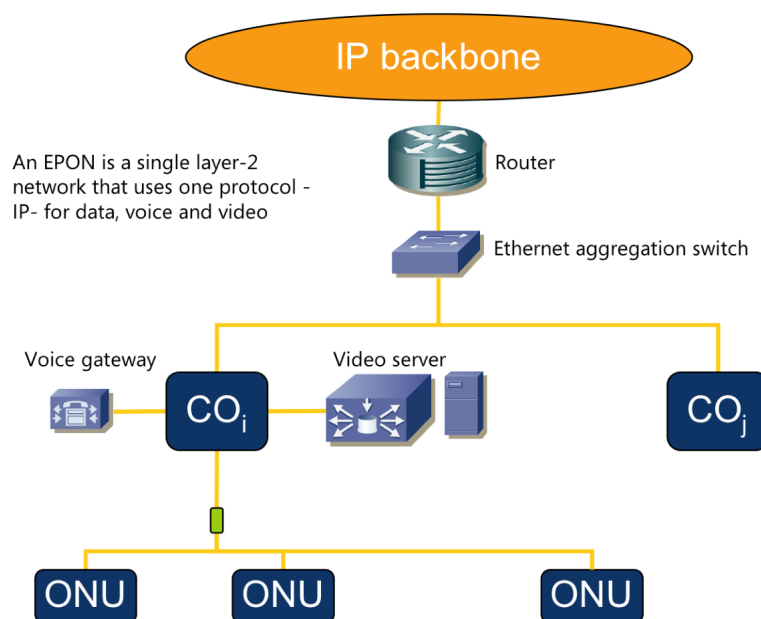 IP backbone
An EPON is a single layer-2
network that uses one protocol -
IP- for data, voice and video
Router
Ethernet aggregation switch
Voice gateway
Video server
COi
COj
ONU
ONU
ONU